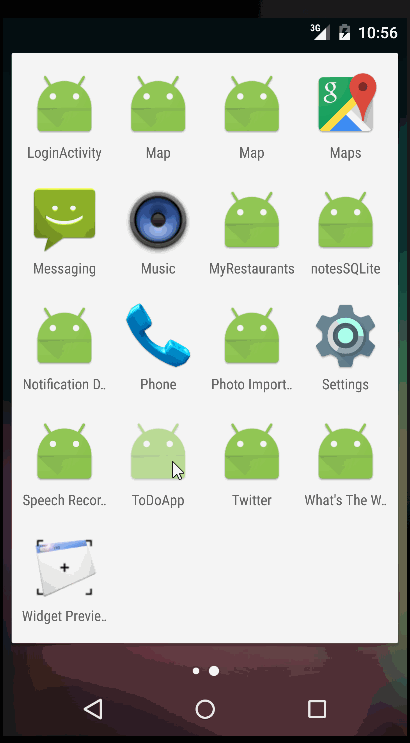 3G 10:56
LoginActivity Map Map Maps
Messaging Music MyRestaurants notesSQLite
Notification D.. Phone Photo Import.. Settings
Speech Recor.. ToDoApp Twitter What's The W..
Widget Previe..